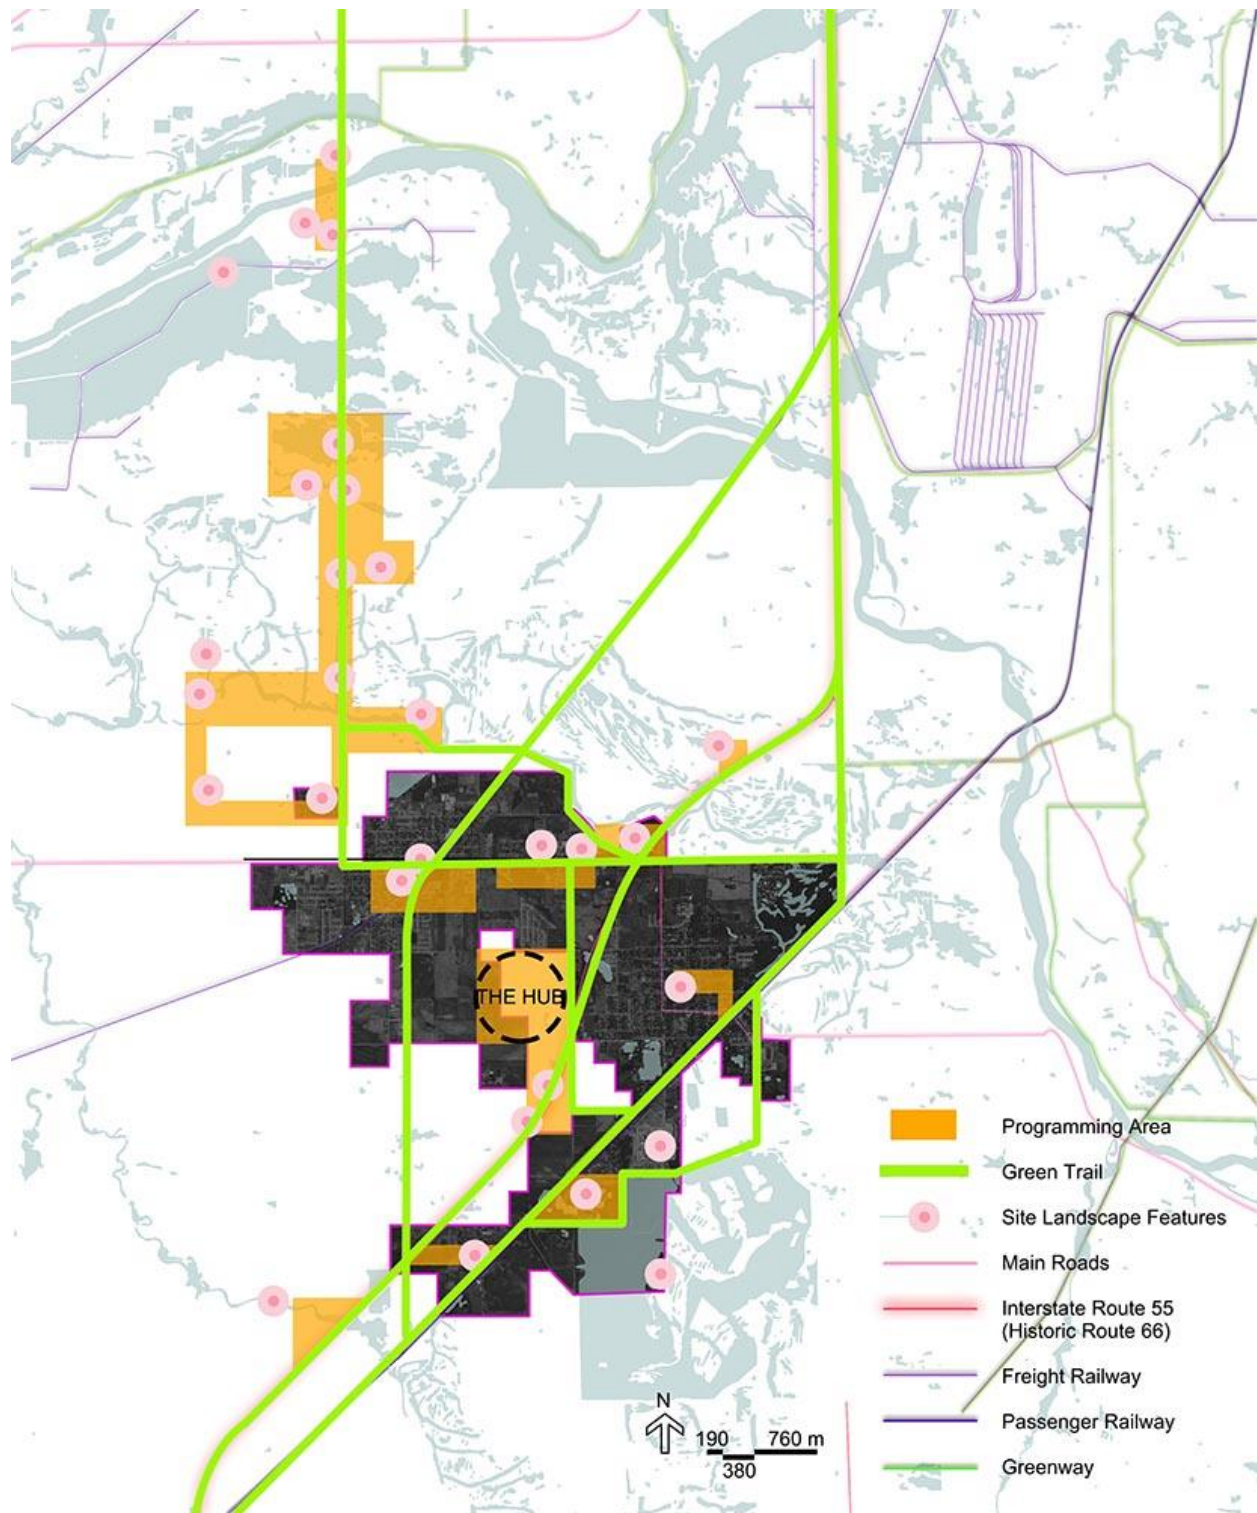 THE HUB
Programming Area
Green Trail
Site Landscape Features
Main Roads
Interstate Route 55
(Historic Route 66)
Freight Railway
Passenger Railway
Greenway
N
190 760 m
380